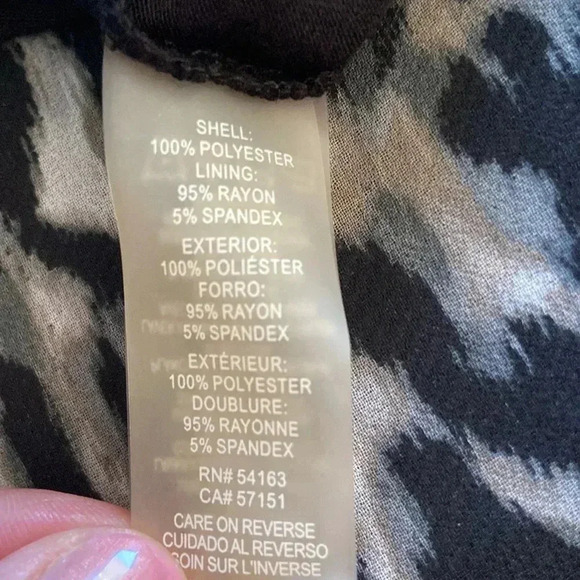 SHELL:
100% POLYESTER
LINING:
95% RAYON
5% SPANDEX
EXTERIOR:
100% POLIÉSTER
FORRO:
95% RAYON
5% SPANDEX
EXTÉRIEUR:
100% POLYESTER
DOUBLURE:
95% RAYONNE
5% SPANDEX
RN# 54163
CA# 57151
CARE ON REVERSE
CUIDADO AL REVERSO
SOIN SUR L'INVERSE